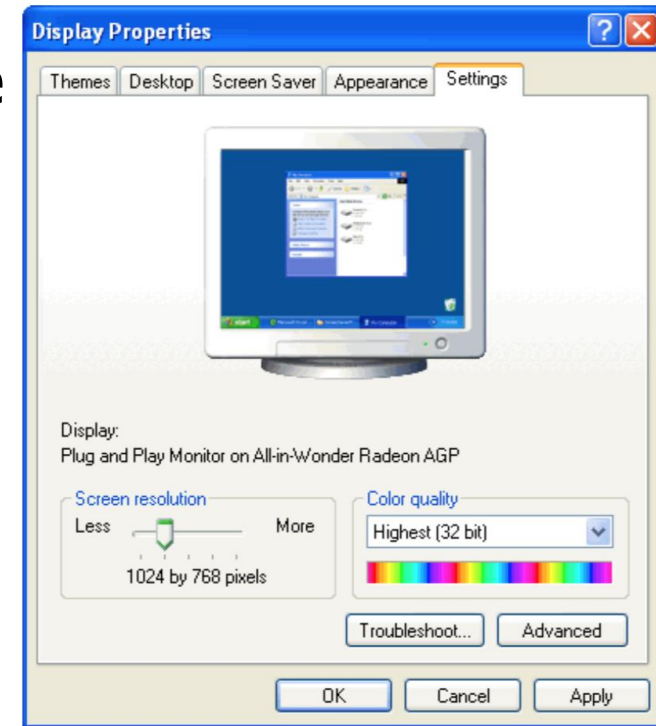 e
Display Properties
Themes Desktop Screen Saver Appearance Settings
start
Display:
Plug and Play Monitor on All-in-Wonder Radeon AGP
Screen resolution
Color quality
Less More
Highest (32 bit)
1024 by 768 pixels
Troubleshoot... Advanced
OK Cancel Apply